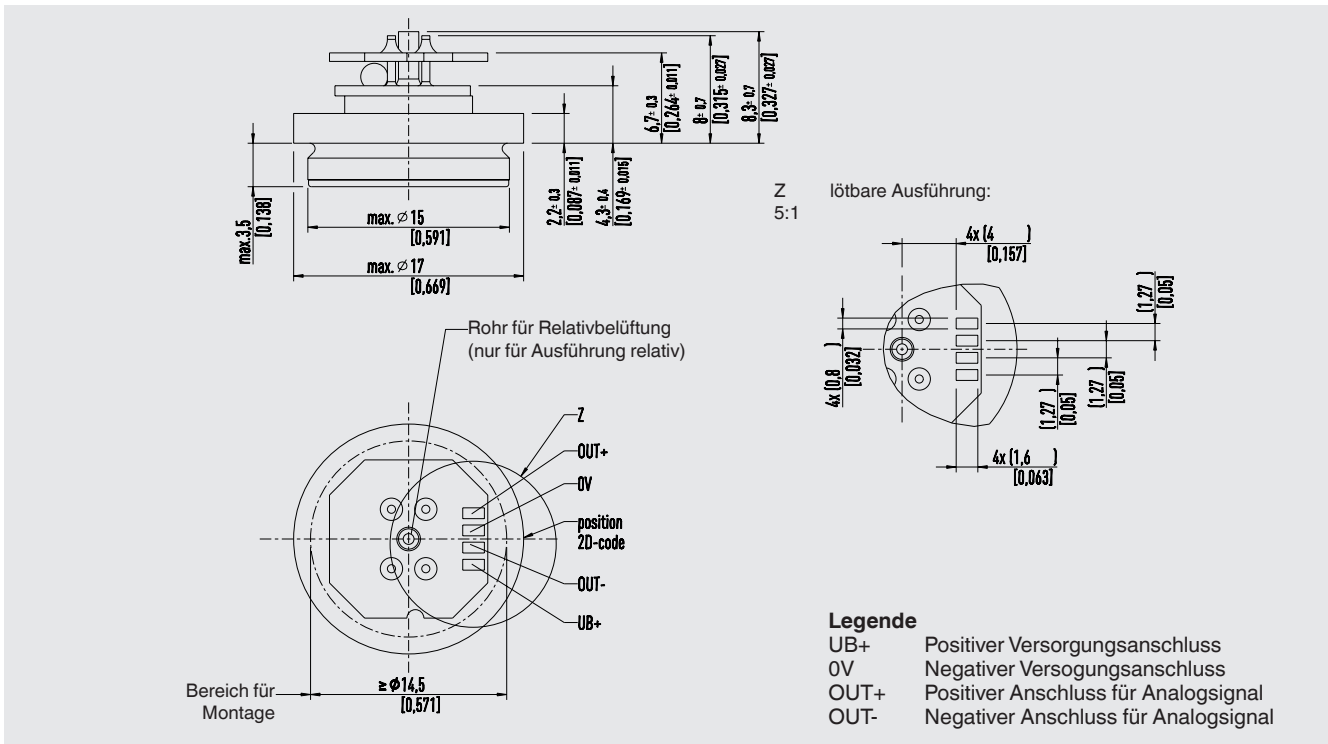 6,7± 0,3
[0,264± 0,011]
8± 0,7
[0,315± 0,027]
8,3± 0,7
[0,327± 0,027]
2,2± 0,3
[0,087± 0,011]
4,3± 0,4
[0,169± 0,015]
max.3,5
[0,138]
max. ⌀ 15
[0,591]
max. ⌀ 17
[0,669]
Z lötbare Ausführung:
5:1
4x (4 )
[0,157]
(1,27 )
[0,05]
(1,27 )
[0,05]
(1,27 )
[0,05]
4x (0,8 )
[0,032]
4x (1,6 )
[0,063]
Rohr für Relativbelüftung
(nur für Ausführung relativ)
Z
OUT+
0V
position
2D-code
OUT-
UB+
Bereich für
Montage
≥ ⌀14,5
[0,571]
Legende
UB+ Positiver Versorgungsanschluss
0V Negativer Versogungsanschluss
OUT+ Positiver Anschluss für Analogsignal
OUT- Negativer Anschluss für Analogsignal